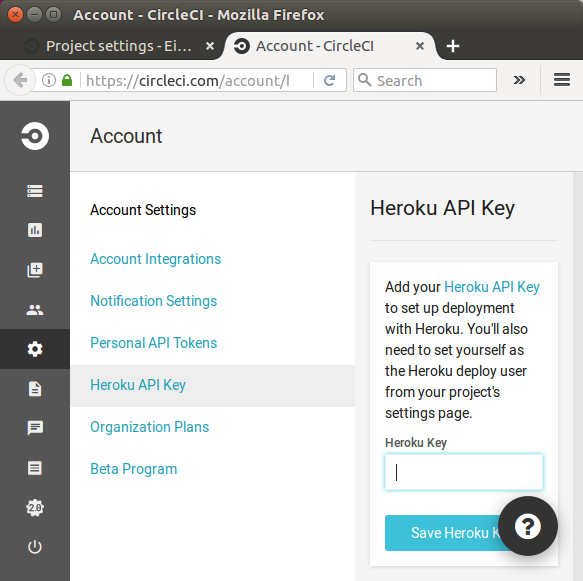 Account - CircleCI - Mozilla Firefox
Project settings - Ei...
Account - CircleCI
https://circleci.com/account/
Search
Account
Account Settings
Account Integrations
Notification Settings
Personal API Tokens
Heroku API Key
Organization Plans
Beta Program
2.0
Heroku API Key
Add your Heroku API Key
to set up deployment
with Heroku. You'll also
need to set yourself as
the Heroku deploy user
from your project's
settings page.
Heroku Key
Save Heroku K
?